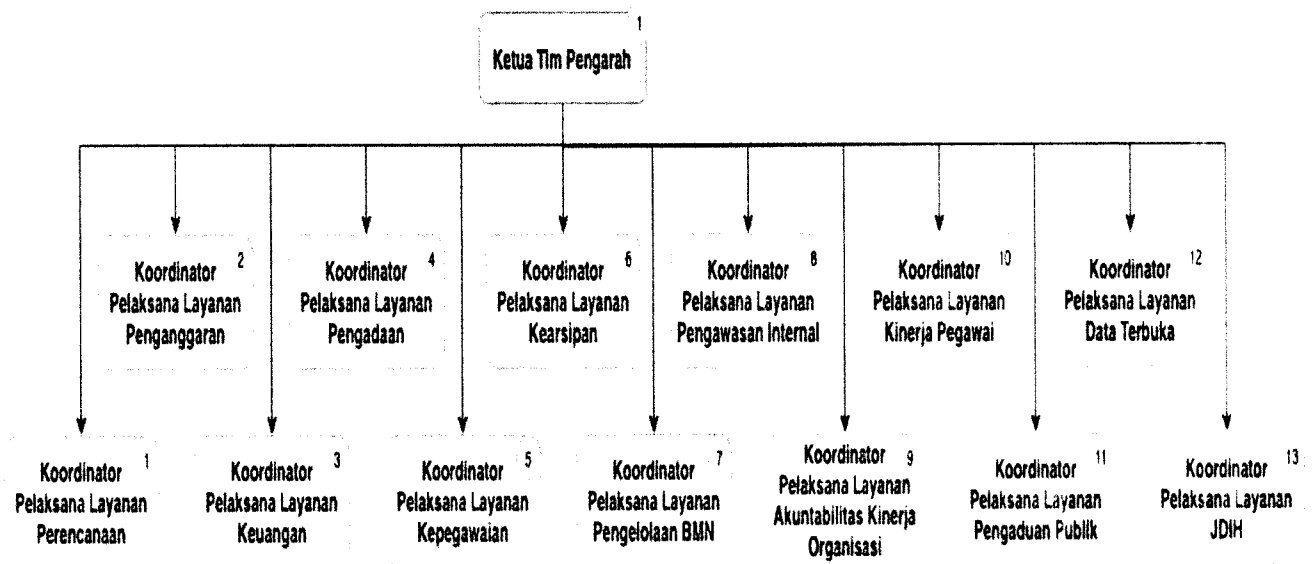 1
Ketua Tim Pengarah
Koordinator 2
Pelaksana Layanan
Penganggaran
Koordinator 4
Pelaksana Layanan
Pengadaan
Koordinator 6
Pelaksana Layanan
Kearsipan
Koordinator 8
Pelaksana Layanan
Pengawasan Internal
Koordinator 10
Pelaksana Layanan
Kinerja Pegawai
Koordinator 12
Pelaksana Layanan
Data Terbuka
Koordinator 1
Pelaksana Layanan
Perencanaan
Koordinator 3
Pelaksana Layanan
Keuangan
Koordinator 5
Pelaksana Layanan
Kepegawaian
Koordinator 7
Pelaksana Layanan
Pengelolaan BMN
Koordinator 9
Pelaksana Layanan
Akuntabilitas Kinerja
Organisasi
Koordinator 11
Pelaksana Layanan
Pengaduan Publik
Koordinator 13
Pelaksana Layanan
JDIH